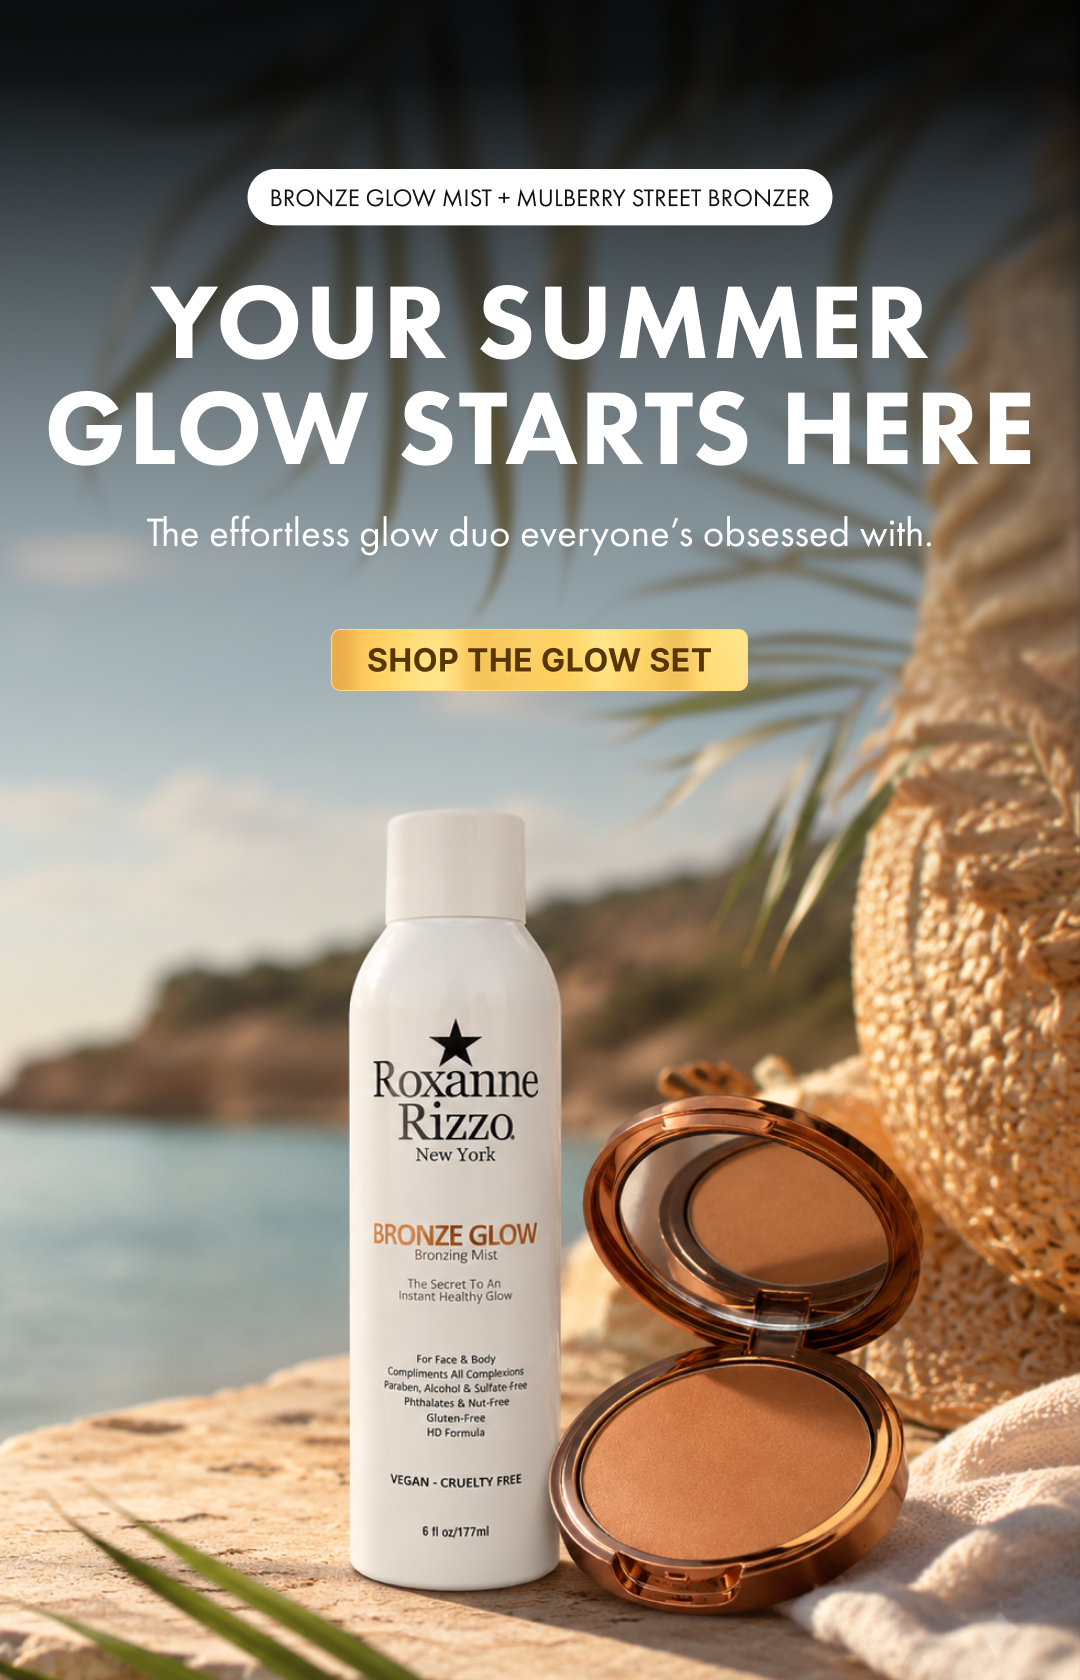 BRONZE GLOW MIST + MULBERRY STREET BRONZER
YOUR SUMMER
GLOW STARTS HERE
The effortless glow duo everyone’s obsessed with.
SHOP THE GLOW SET
Roxanne
Rizzo.
New York
BRONZE GLOW
Bronzing Mist
The Secret To An
Instant Healthy Glow
For Face & Body
Compliments All Complexions
Paraben, Alcohol & Sulfate-Free
Phthalates & Nut-Free
Gluten-Free
HD Formula
VEGAN - CRUELTY FREE
6 fl oz/177ml